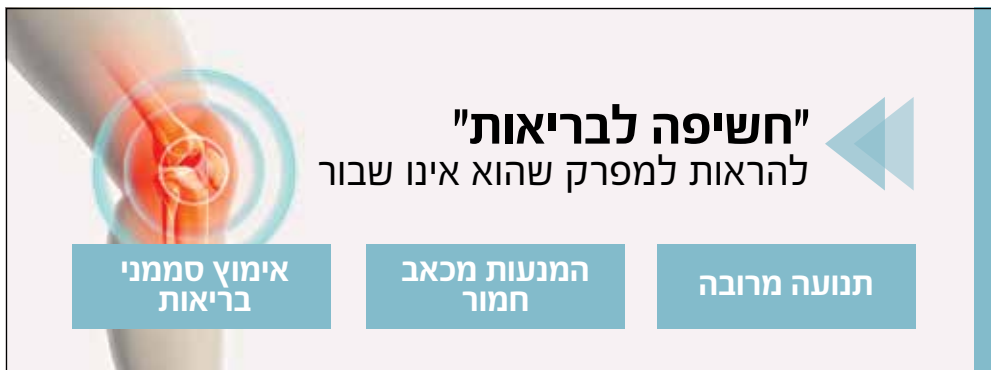 "חשיפה לבריאות"
להראות למפרק שהוא אינו שבור
תנועה מרובה
המנעות מכאב
חמור
אימוץ סממני
בריאות